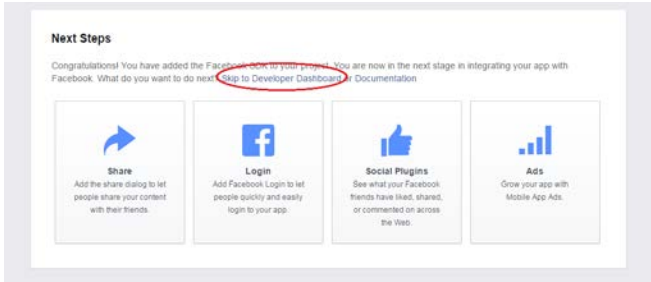 Next Steps
Congratulations! You have added the Facebook SDK to your project. You are now in the next stage in integrating your app with
Facebook. What do you want to do next Skip to Developer Dashboard or Documentation
Share
Add the share dialog to let
people share your content
with their friends.
Login
Add Facebook Login to let
people quickly and easily
login to your app.
Social Plugins
See what your Facebook
friends have liked, shared,
or commented on across
the Web.
Ads
Grow your app with
Mobile App Ads.